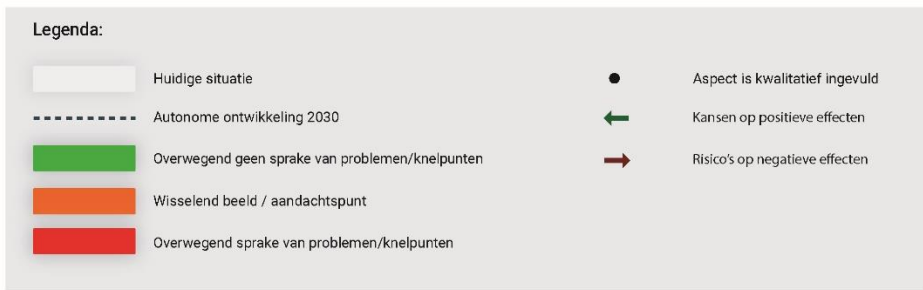 Legenda:
Huidige situatie
Autonome ontwikkeling 2030
Overwegend geen sprake van problemen/knelpunten
Wisselend beeld / aandachtspunt
Overwegend sprake van problemen/knelpunten
Aspect is kwalitatief ingevuld
Kansen op positieve effecten
Risico's op negatieve effecten